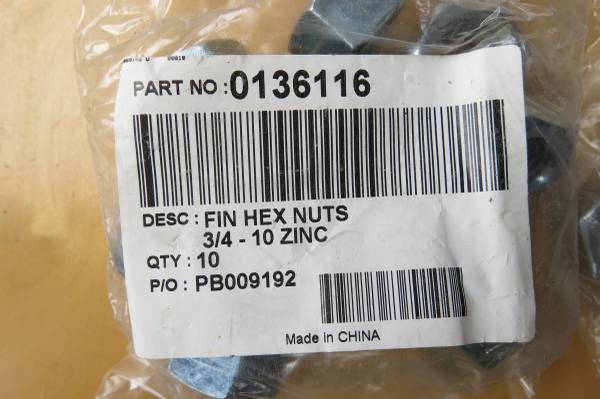 PART NO : 0136116
DESC : FIN HEX NUTS
3/4 - 10 ZINC
QTY : 10
P/O : PB009192
Made in CHINA